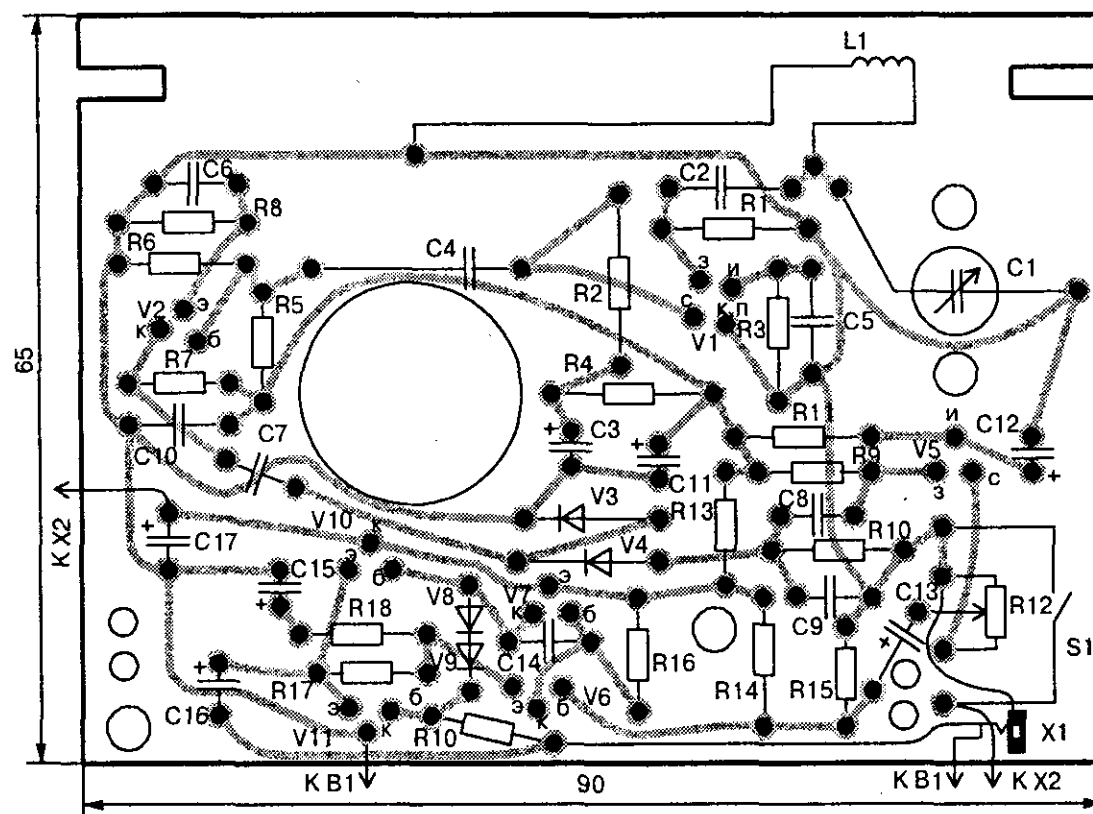 L1
C6
C2
R8
R1
R6
C4
з
и
C1
R5
R2
з
V2
с
к.п
к
б
V1
R3
C5
R7
R4
65
R11
и
C12
+
C3
+
C10
C7
R9
V5
з
с
+
V3
C11
C8
К X2
+
V10
к
R13
R10
C17
э
V4
C15
б
V8
V7
э
C13
R12
+
R18
к
б
C9
+
S1
V9
C14
R16
+
R17
б
э
V6
R14
R15
C16
э
к
к
б
V11
R10
X1
К В1
90
К В1
К X2